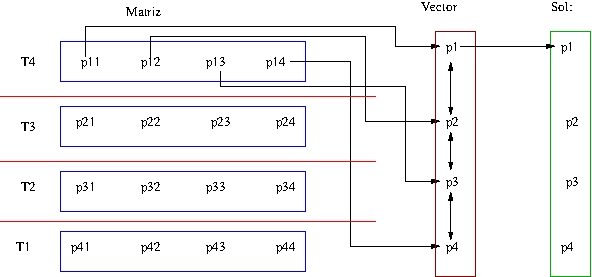 Matriz Vector Sol:
T4 p11 p12 p13 p14 p1 p1
T3 p21 p22 p23 p24 p2 p2
T2 p31 p32 p33 p34 p3 p3
T1 p41 p42 p43 p44 p4 p4